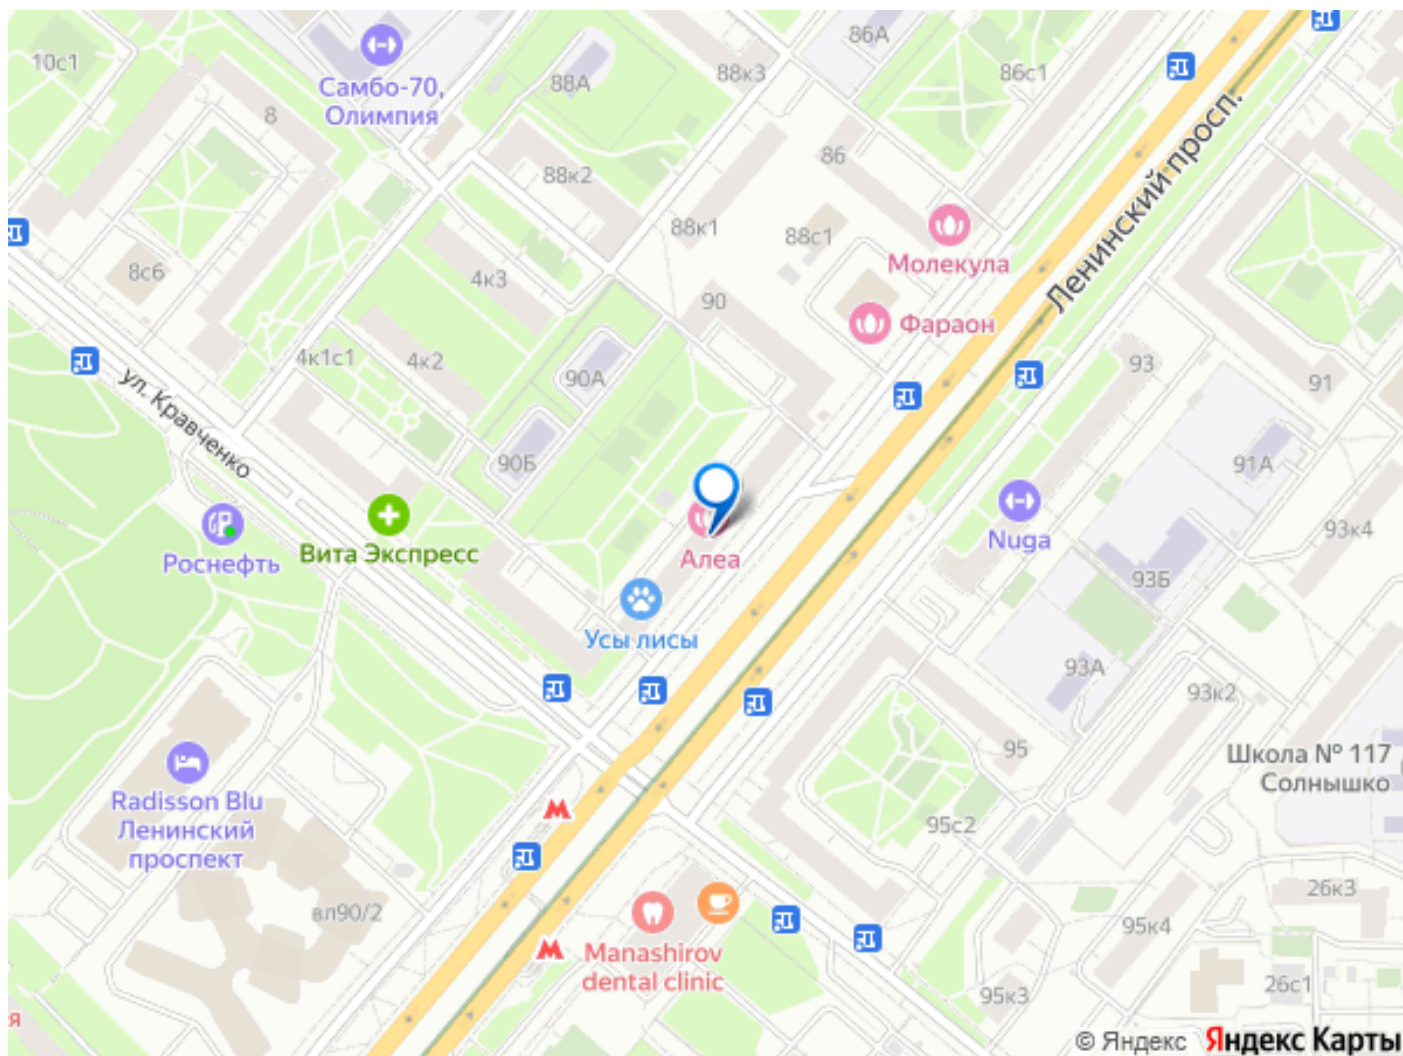 10с1
Самбо-70,
Олимпия
88А
88к3
86А
86с1
8
88к2
86
Ленинский просп.
88к1
88с1
Молекула
8с6
4к3
90
Фараон
4к1с1
4к2
90А
93
91
ул. Кравченко
90Б
91А
Роснефть
Вита Экспресс
Алеа
Nuga
93к4
93Б
Усы лисы
93А
93к2
95
Школа № 117
Солнышко
Radisson Blu
Ленинский
проспект
95с2
вл90/2
26к3
95к4
Manashirov
dental clinic
95к3
26с1
я
© Яндекс Яндекс Карты